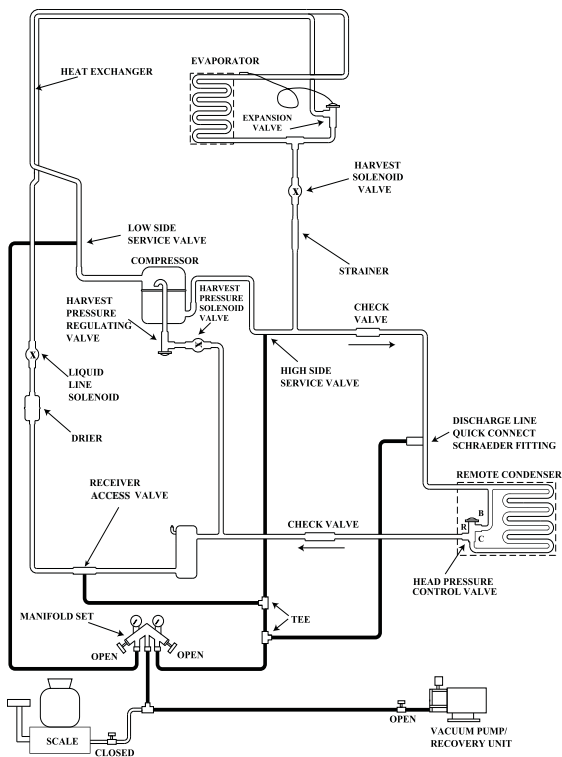 EVAPORATOR
HEAT EXCHANGER
EXPANSION
VALVE
HARVEST
SOLENOID
VALVE
X
LOW SIDE
SERVICE VALVE
COMPRESSOR
STRAINER
HARVEST
PRESSURE
SOLENOID
VALVE
HARVEST
PRESSURE
REGULATING
VALVE
CHECK
VALVE
X
LIQUID
LINE
SOLENOID
HIGH SIDE
SERVICE VALVE
DRIER
DISCHARGE LINE
QUICK CONNECT
SCHRAEDER FITTING
RECEIVER
ACCESS VALVE
REMOTE CONDENSER
B
R
C
CHECK VALVE
HEAD PRESSURE
CONTROL VALVE
MANIFOLD SET
TEE
OPEN
OPEN
SCALE
CLOSED
OPEN
VACUUM PUMP/
RECOVERY UNIT